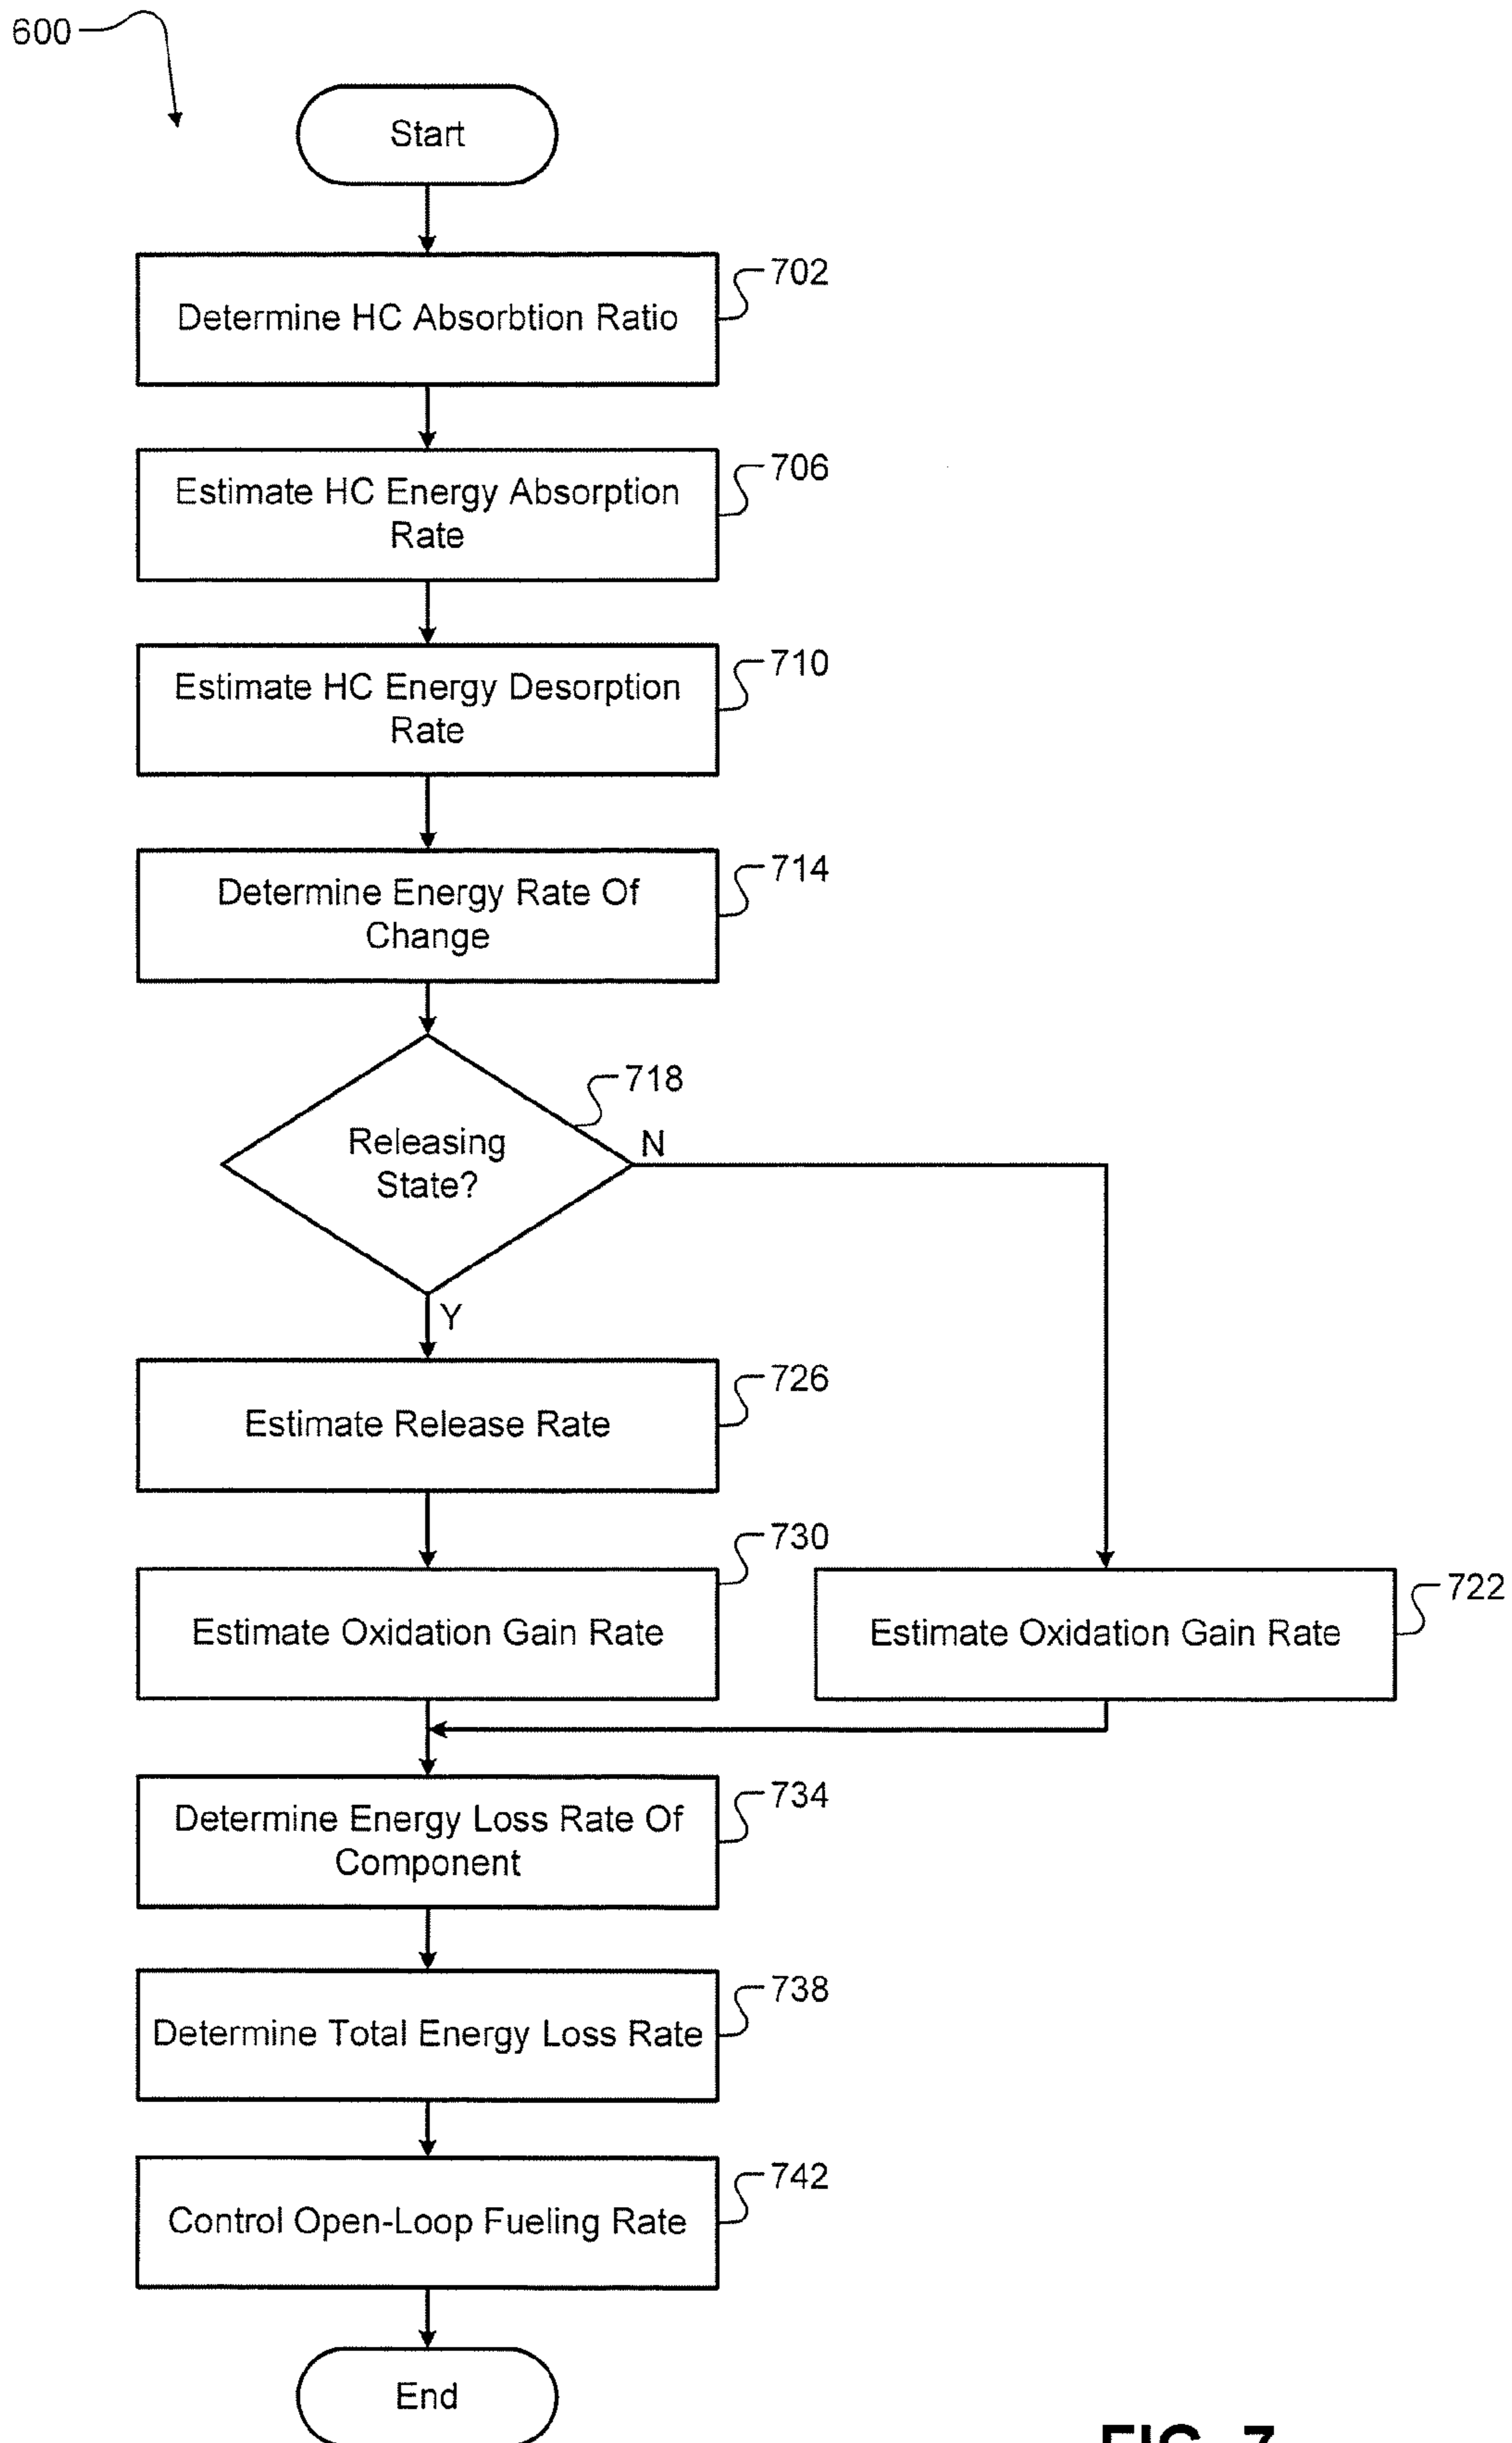 600
Start
702
Determine HC Absorbtion Ratio
706
Estimate HC Energy Absorption
Rate
710
Estimate HC Energy Desorption
Rate
714
Determine Energy Rate Of
Change
718
Releasing
State?
N
Y
726
Estimate Release Rate
730
Estimate Oxidation Gain Rate
722
Estimate Oxidation Gain Rate
734
Determine Energy Loss Rate Of
Component
738
Determine Total Energy Loss Rate
742
Control Open-Loop Fueling Rate
End
FIG. 7